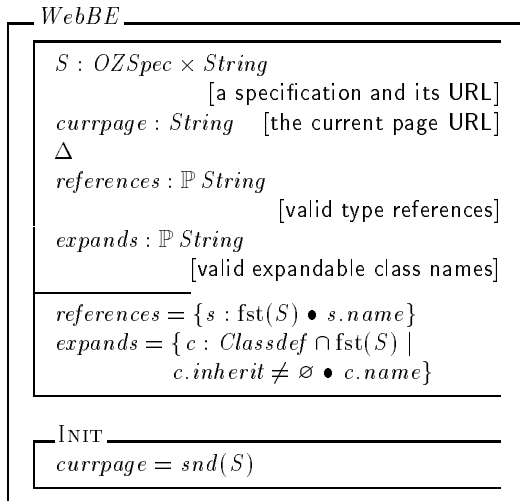 WebBE
S : OZSpec × String
[a specification and its URL]
currpage : String [the current page URL]
Δ
references : ℙ String
[valid type references]
expands : ℙ String
[valid expandable class names]
references = {s : fst(S) • s.name}
expands = { c : Classdef ∩ fst(S) |
c.inherit ≠ ∅ • c.name}
INIT
currpage = snd(S)